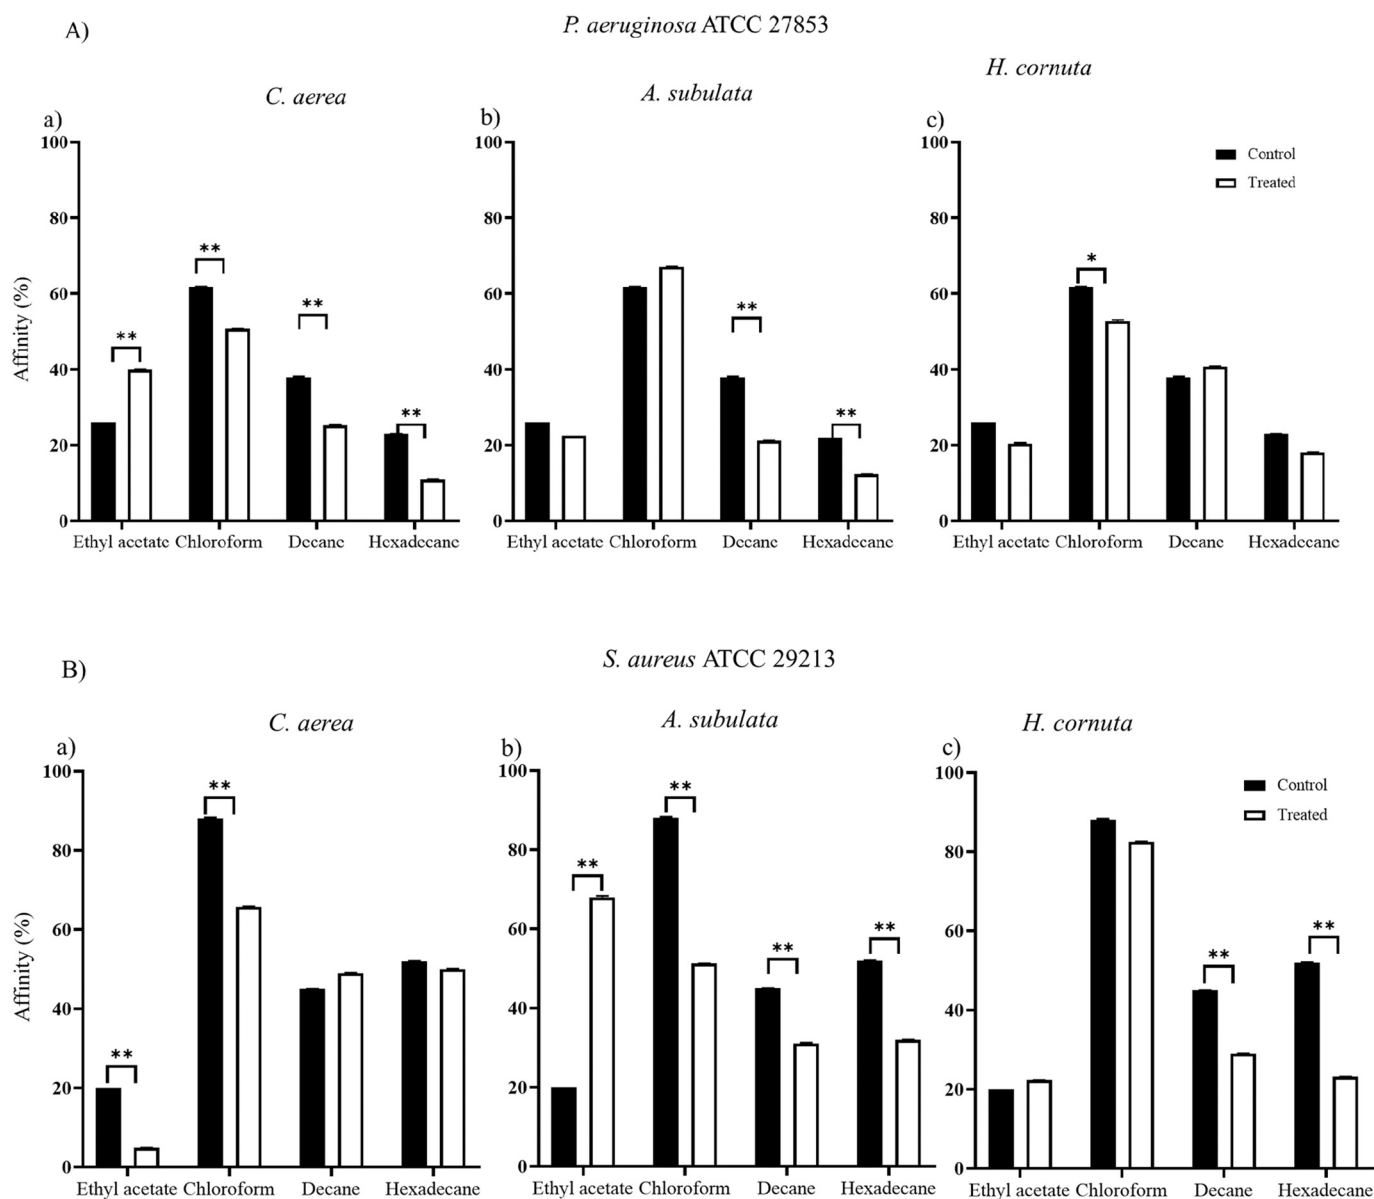 A)
P. aeruginosa ATCC 27853
C. aerea
A. subulata
H. cornuta
a)
b)
c)
Affinity (%)
100
80
60
40
20
0
**
**
**
**
Ethyl acetate Chloroform Decane Hexadecane
100
80
60
40
20
0
**
**
Ethyl acetate Chloroform Decane Hexadecane
100
80
60
40
20
0
*
Control
Treated
Ethyl acetate Chloroform Decane Hexadecane
B)
S. aureus ATCC 29213
C. aerea
A. subulata
H. cornuta
a)
b)
c)
Affinity (%)
100
80
60
40
20
0
**
**
Ethyl acetate Chloroform Decane Hexadecane
100
80
60
40
20
0
**
**
**
**
Ethyl acetate Chloroform Decane Hexadecane
100
80
60
40
20
0
**
**
Control
Treated
Ethyl acetate Chloroform Decane Hexadecane